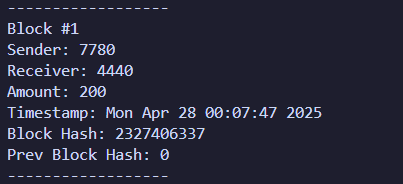 ------------------
Block #1
Sender: 7780
Receiver: 4440
Amount: 200
Timestamp: Mon Apr 28 00:07:47 2025
Block Hash: 2327406337
Prev Block Hash: 0
------------------